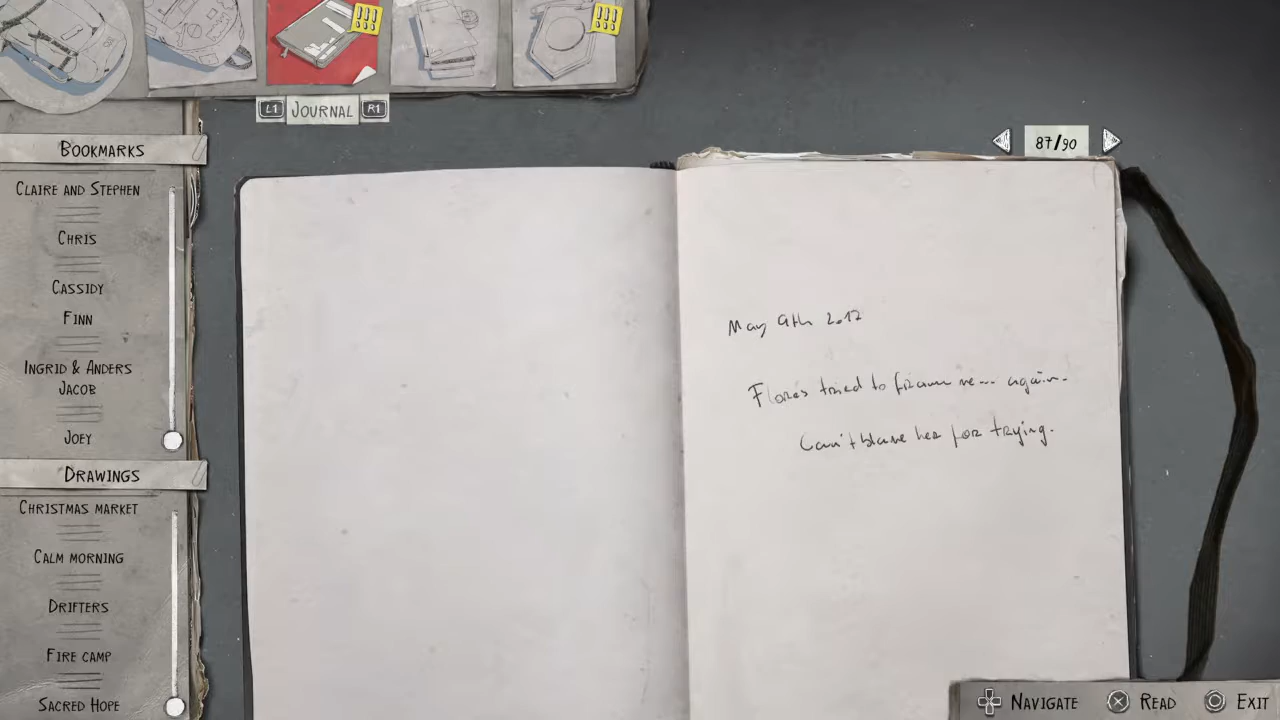 L1 JOURNAL R1
BOOKMARKS
87/90
CLAIRE AND STEPHEN
CHRIS
CASSIDY
FINN
INGRID & ANDERS
JACOB
JOEY
DRAWINGS
CHRISTMAS MARKET
CALM MORNING
DRIFTERS
FIRE CAMP
SACRED HOPE
May 9th 2017
Flores tried to frame me... again.
Can't blame her for trying.
NAVIGATE READ EXIT